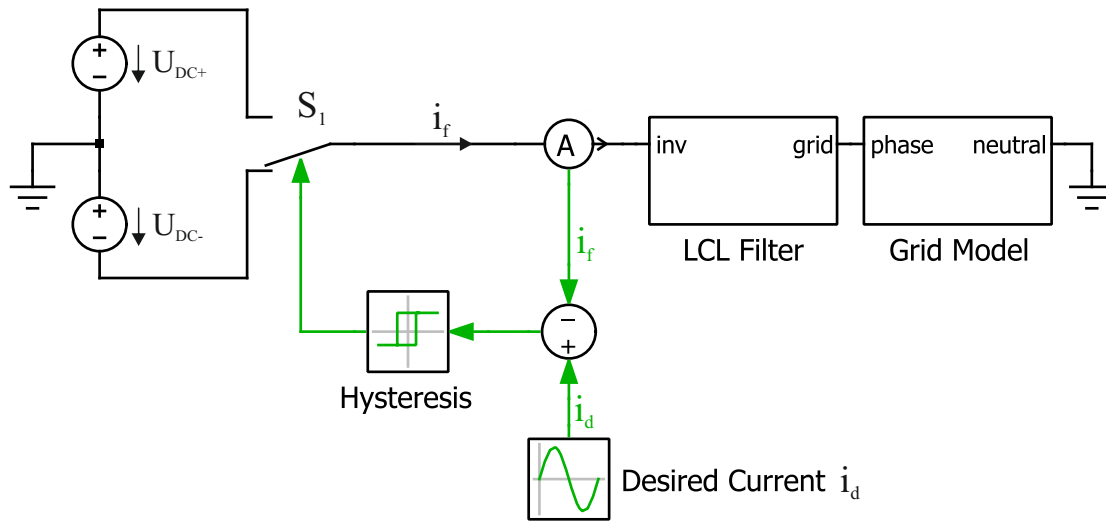 +
−
U_DC+
S_1
i_f
A
inv
grid
phase
neutral
+
−
U_DC-
LCL Filter
Grid Model
i_f
−
+
Hysteresis
i_d
Desired Current i_d